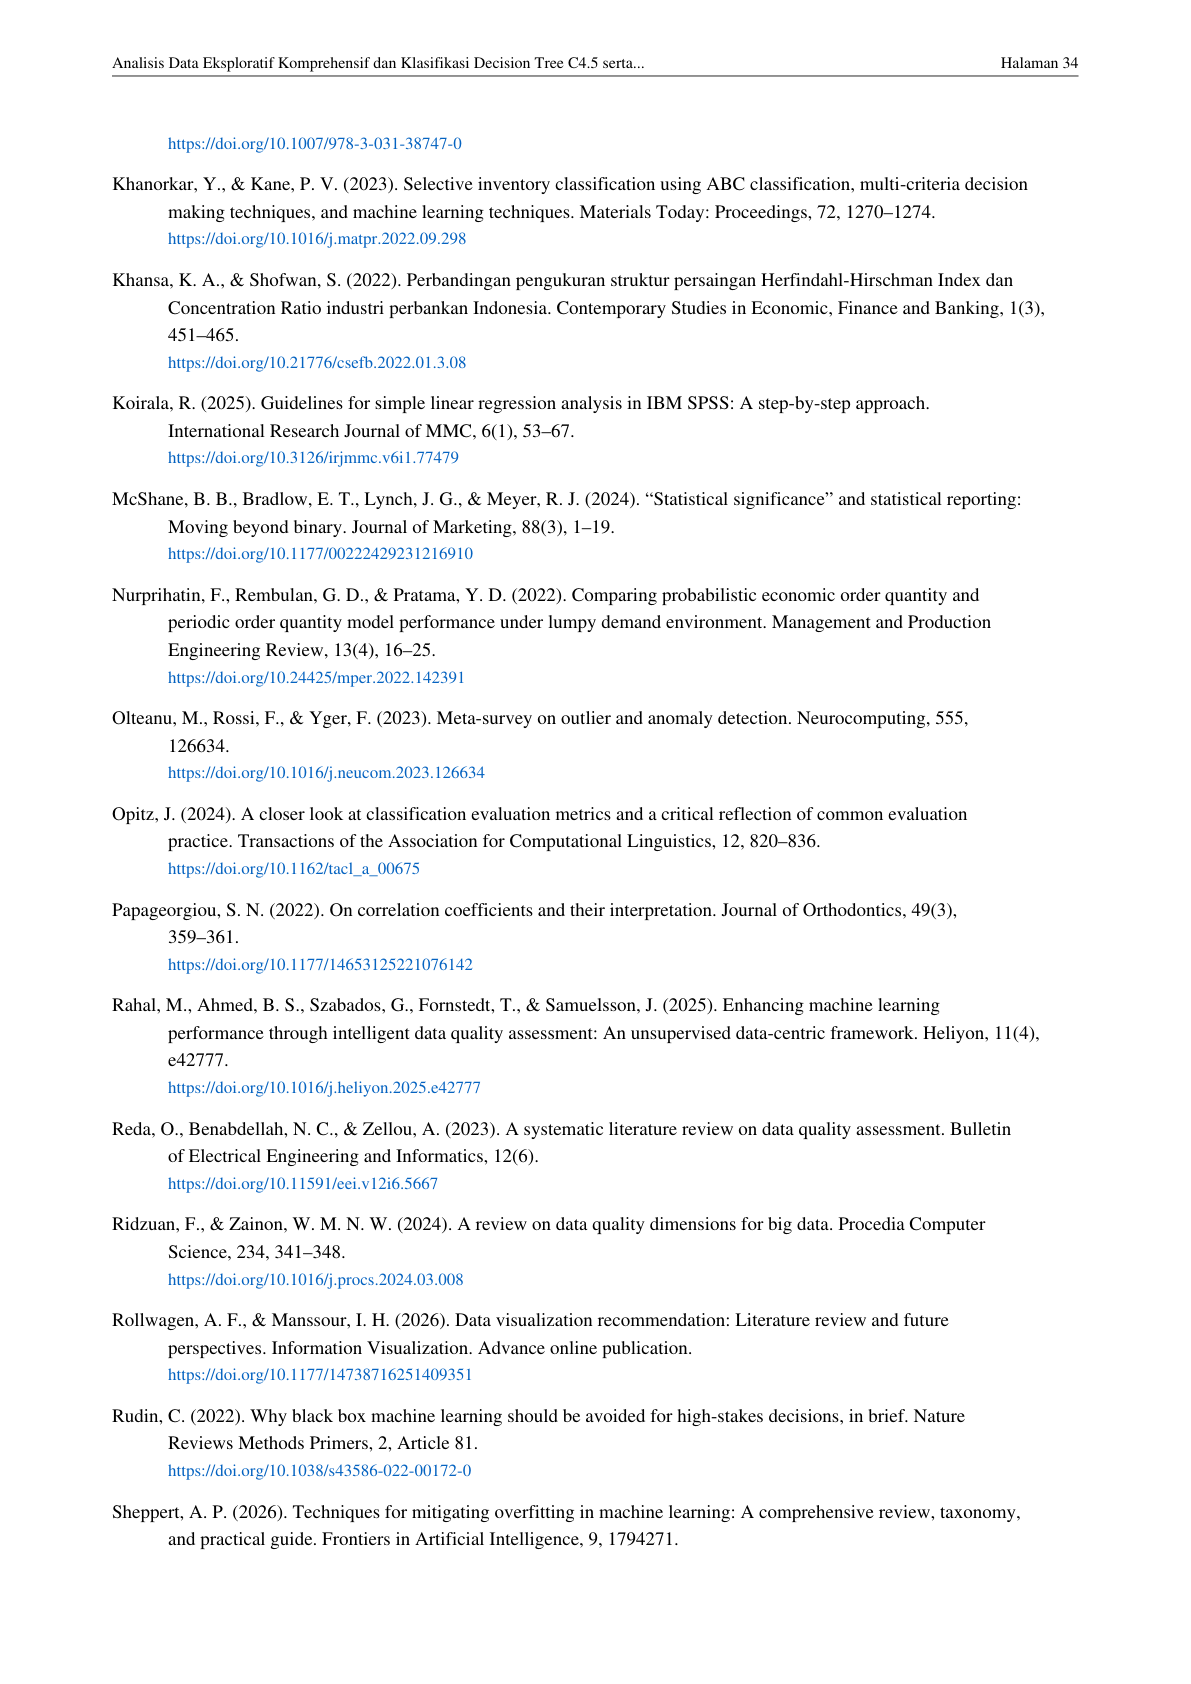 Analisis Data Eksploratif Komprehensif dan Klasifikasi Decision Tree C4.5 serta... Halaman 34
https://doi.org/10.1007/978-3-031-38747-0
Khanorkar, Y., & Kane, P. V. (2023). Selective inventory classification using ABC classification, multi-criteria decision
making techniques, and machine learning techniques. Materials Today: Proceedings, 72, 1270–1274.
https://doi.org/10.1016/j.matpr.2022.09.298
Khansa, K. A., & Shofwan, S. (2022). Perbandingan pengukuran struktur persaingan Herfindahl-Hirschman Index dan
Concentration Ratio industri perbankan Indonesia. Contemporary Studies in Economic, Finance and Banking, 1(3),
451–465.
https://doi.org/10.21776/csefb.2022.01.3.08
Koirala, R. (2025). Guidelines for simple linear regression analysis in IBM SPSS: A step-by-step approach.
International Research Journal of MMC, 6(1), 53–67.
https://doi.org/10.3126/irjmmc.v6i1.77479
McShane, B. B., Bradlow, E. T., Lynch, J. G., & Meyer, R. J. (2024). “Statistical significance” and statistical reporting:
Moving beyond binary. Journal of Marketing, 88(3), 1–19.
https://doi.org/10.1177/00222429231216910
Nurprihatin, F., Rembulan, G. D., & Pratama, Y. D. (2022). Comparing probabilistic economic order quantity and
periodic order quantity model performance under lumpy demand environment. Management and Production
Engineering Review, 13(4), 16–25.
https://doi.org/10.24425/mper.2022.142391
Olteanu, M., Rossi, F., & Yger, F. (2023). Meta-survey on outlier and anomaly detection. Neurocomputing, 555,
126634.
https://doi.org/10.1016/j.neucom.2023.126634
Opitz, J. (2024). A closer look at classification evaluation metrics and a critical reflection of common evaluation
practice. Transactions of the Association for Computational Linguistics, 12, 820–836.
https://doi.org/10.1162/tacl_a_00675
Papageorgiou, S. N. (2022). On correlation coefficients and their interpretation. Journal of Orthodontics, 49(3),
359–361.
https://doi.org/10.1177/14653125221076142
Rahal, M., Ahmed, B. S., Szabados, G., Fornstedt, T., & Samuelsson, J. (2025). Enhancing machine learning
performance through intelligent data quality assessment: An unsupervised data-centric framework. Heliyon, 11(4),
e42777.
https://doi.org/10.1016/j.heliyon.2025.e42777
Reda, O., Benabdellah, N. C., & Zellou, A. (2023). A systematic literature review on data quality assessment. Bulletin
of Electrical Engineering and Informatics, 12(6).
https://doi.org/10.11591/eei.v12i6.5667
Ridzuan, F., & Zainon, W. M. N. W. (2024). A review on data quality dimensions for big data. Procedia Computer
Science, 234, 341–348.
https://doi.org/10.1016/j.procs.2024.03.008
Rollwagen, A. F., & Manssour, I. H. (2026). Data visualization recommendation: Literature review and future
perspectives. Information Visualization. Advance online publication.
https://doi.org/10.1177/14738716251409351
Rudin, C. (2022). Why black box machine learning should be avoided for high-stakes decisions, in brief. Nature
Reviews Methods Primers, 2, Article 81.
https://doi.org/10.1038/s43586-022-00172-0
Sheppert, A. P. (2026). Techniques for mitigating overfitting in machine learning: A comprehensive review, taxonomy,
and practical guide. Frontiers in Artificial Intelligence, 9, 1794271.